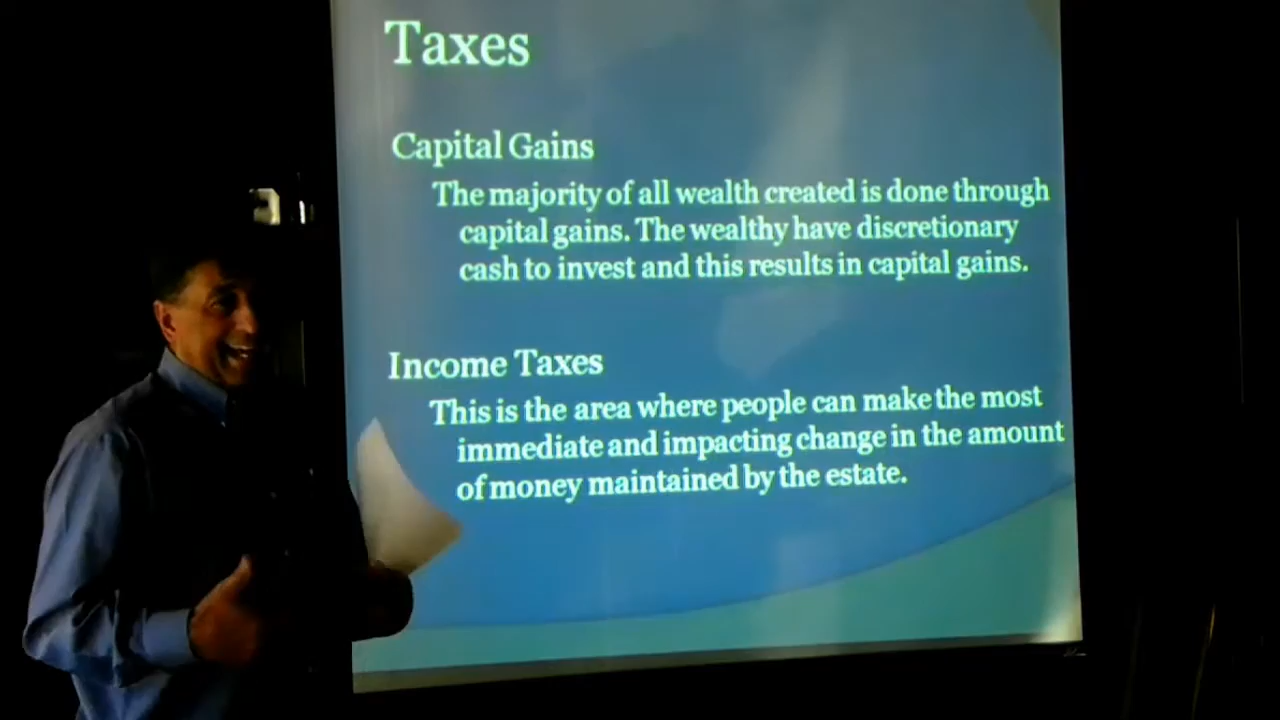 Taxes
Capital Gains
The majority of all wealth created is done through
capital gains. The wealthy have discretionary
cash to invest and this results in capital gains.
Income Taxes
This is the area where people can make the most
immediate and impacting change in the amount
of money maintained by the estate.